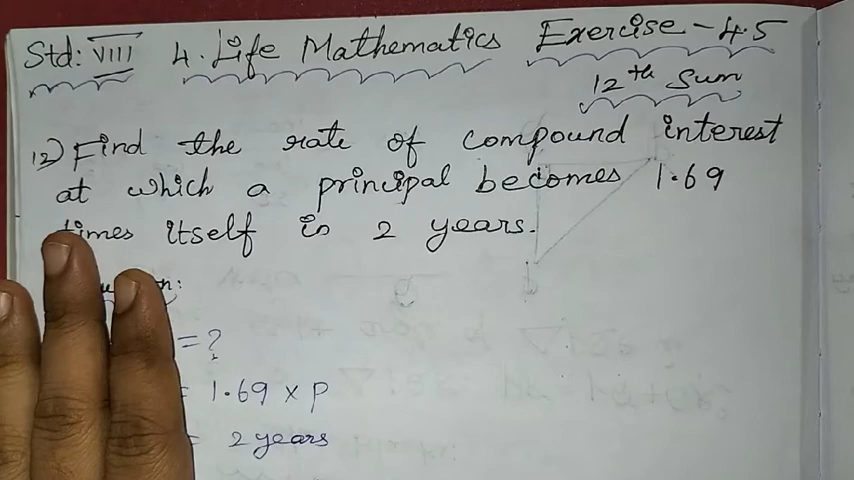 Std: VIII 4. Life Mathematics Exercise - 4.5
12th Sum
12) Find the rate of compound interest
at which a principal becomes 1.69
times itself in 2 years.
= ?
= 1.69 x P
= 2 years